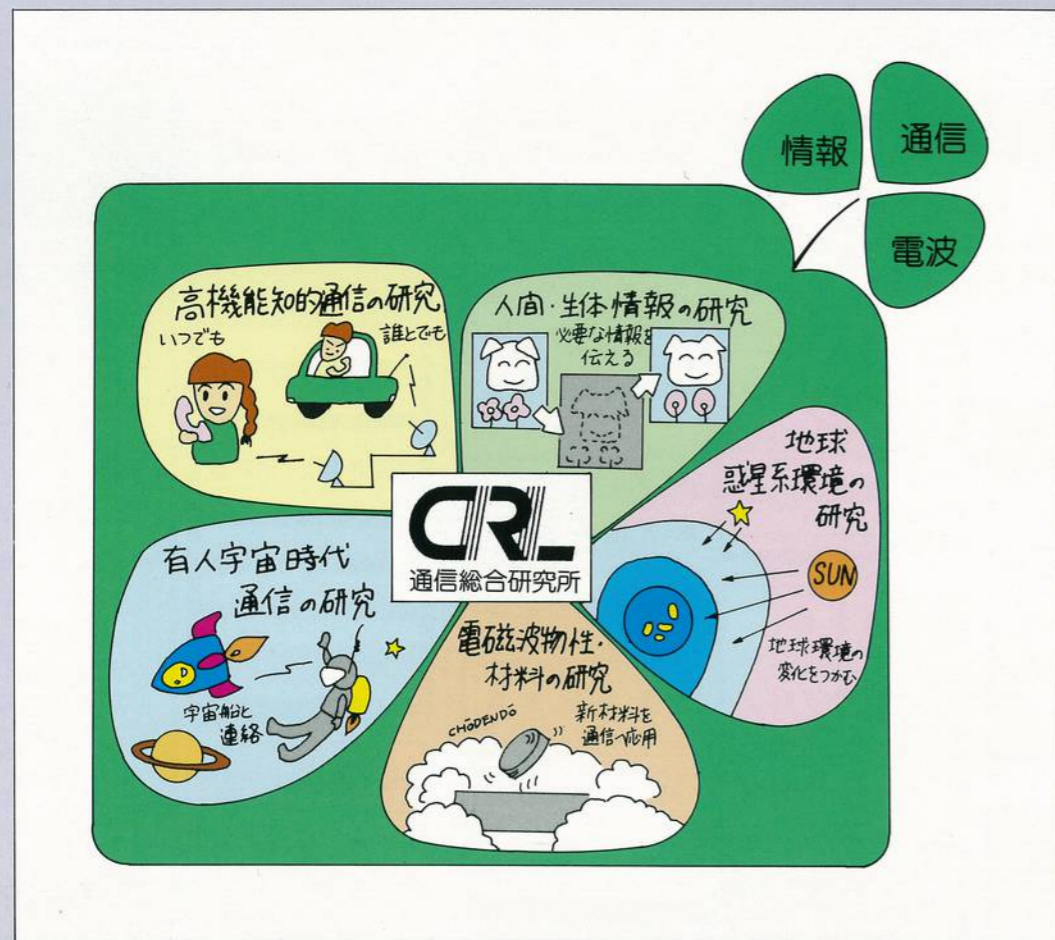 情報
通信
電波
高機能知的通信の研究
いつでも
誰とでも
人間・生体情報の研究
必要な情報を
伝える
地球
惑星系環境の
研究
SUN
地球環境の
変化をつかむ
CRL
通信総合研究所
有人宇宙時代
通信の研究
宇宙船と
連絡
電磁波物性・
材料の研究
CHŌDENDŌ
新材料を
通信へ応用